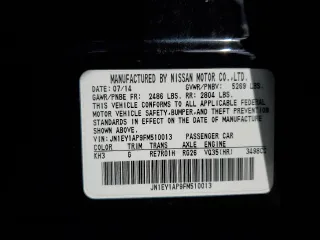 MANUFACTURED BY NISSAN MOTOR CO.,LTD.
DATE: 07/14 GVWR/PNBV: 5269 LBS.
GAWR/PNBE FR: 2486 LBS. RR: 2804 LBS.
THIS VEHICLE CONFORMS TO ALL APPLICABLE FEDERAL
MOTOR VEHICLE SAFETY,BUMPER,AND THEFT
PREVENTION STANDARDS IN EFFECT ON THE DATE OF
MANUFACTURE SHOWN ABOVE.
VIN: JN1EV1AP9FM510013 PASSENGER CAR
COLOR TRIM TRANS AXLE ENGINE
KH3 G RE7R01H RG26 VQ35(HR) 3498CC
JN1EV1AP9FM510013